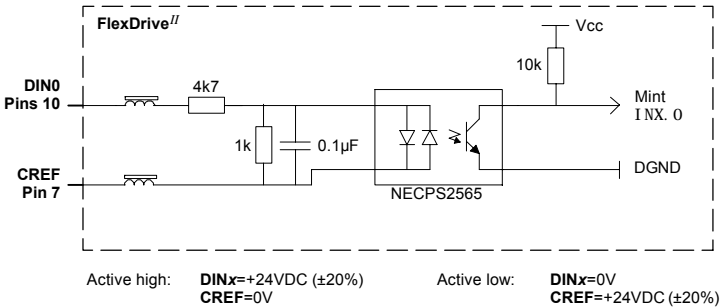 FlexDrive II
Vcc
10k
DIN0
Pins 10
4k7
Mint
INX.0
1k
0.1µF
CREF
Pin 7
DGND
NECPS2565
Active high: DINx=+24VDC (±20%)
CREF=0V
Active low: DINx=0V
CREF=+24VDC (±20%)